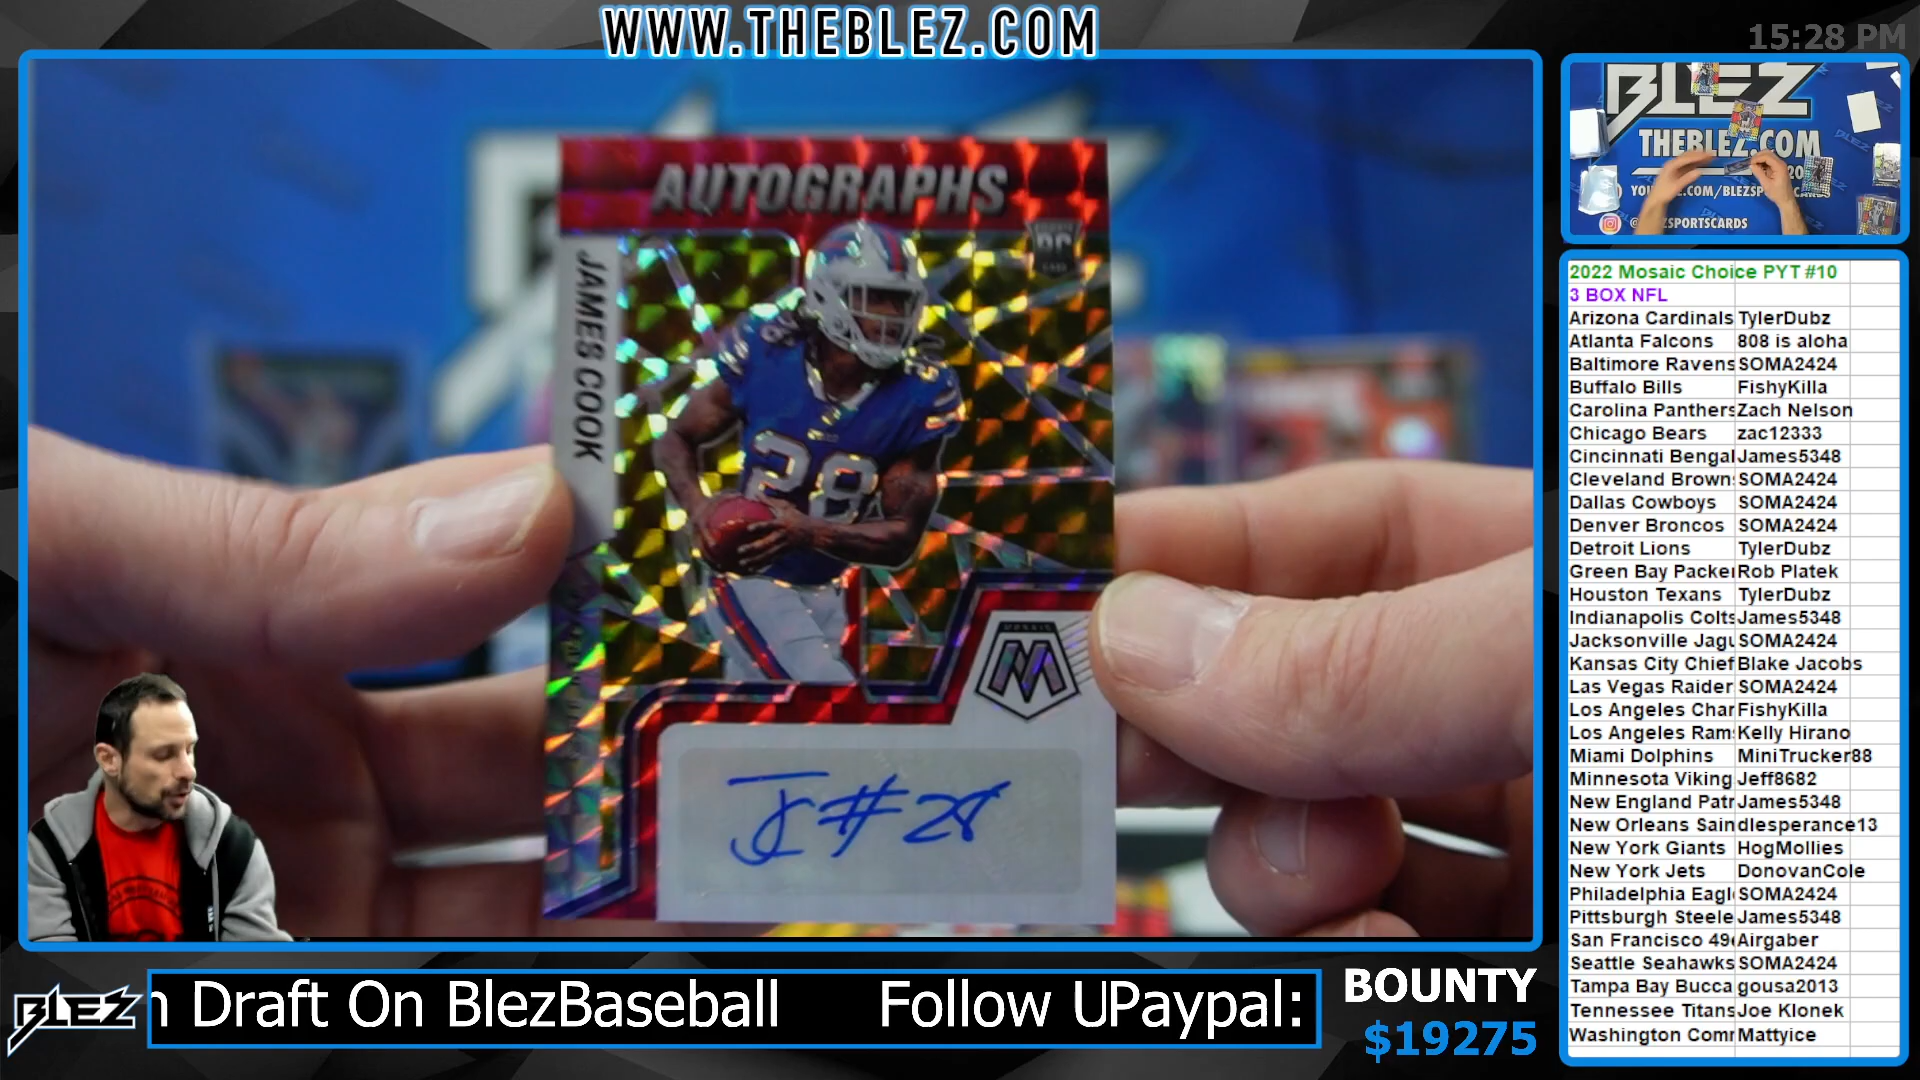 WWW.THEBLEZ.COM
15:28 PM
AUTOGRAPHS
RC
JAMES COOK
28
MOSAIC
M
JC #28
BLEZ
THEBLEZ.COM
@
SPORTSCARDS
2022 Mosaic Choice PYT #10
3 BOX NFL
Arizona Cardinals TylerDubz
Atlanta Falcons 808 is aloha
Baltimore Ravens SOMA2424
Buffalo Bills FishyKilla
Carolina Panthers Zach Nelson
Chicago Bears zac12333
Cincinnati Bengal James5348
Cleveland Brown SOMA2424
Dallas Cowboys SOMA2424
Denver Broncos SOMA2424
Detroit Lions TylerDubz
Green Bay Packe Rob Platek
Houston Texans TylerDubz
Indianapolis Colts James5348
Jacksonville Jagu SOMA2424
Kansas City Chief Blake Jacobs
Las Vegas Raider SOMA2424
Los Angeles Char FishyKilla
Los Angeles Ram Kelly Hirano
Miami Dolphins MiniTrucker88
Minnesota Viking Jeff8682
New England Patr James5348
New Orleans Sain dlesperance13
New York Giants HogMollies
New York Jets DonovanCole
Philadelphia Eagl SOMA2424
Pittsburgh Steele James5348
San Francisco 49 Airgaber
Seattle Seahawks SOMA2424
Tampa Bay Bucca gousa2013
Tennessee Titans Joe Klonek
Washington Com Mattyice
BLEZ
n Draft On BlezBaseball Follow UPaypal:
BOUNTY
$19275